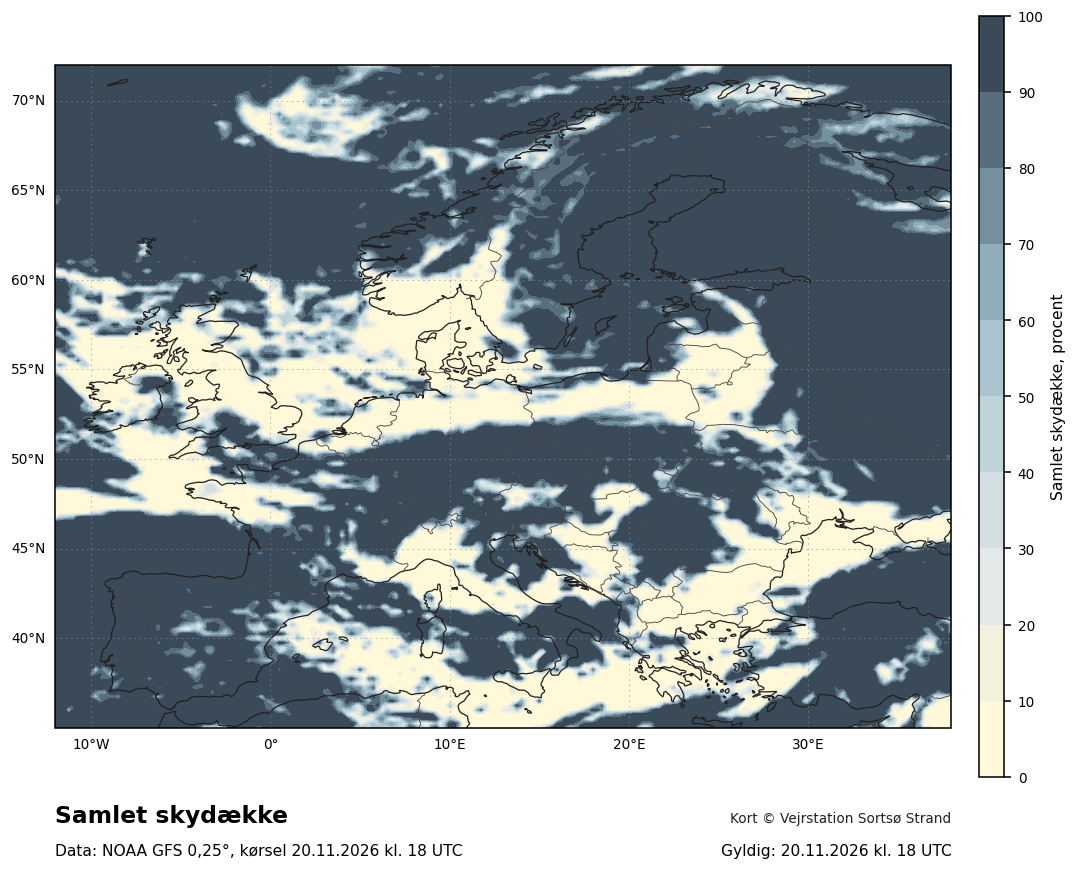 70°N
65°N
60°N
55°N
50°N
45°N
40°N
10°W
0°
10°E
20°E
30°E
100
90
80
70
60
50
40
30
20
10
0
Samlet skydække, procent
Samlet skydække
Kort © Vejrstation Sortsø Strand
Data: NOAA GFS 0,25°, kørsel 20.11.2026 kl. 18 UTC
Gyldig: 20.11.2026 kl. 18 UTC